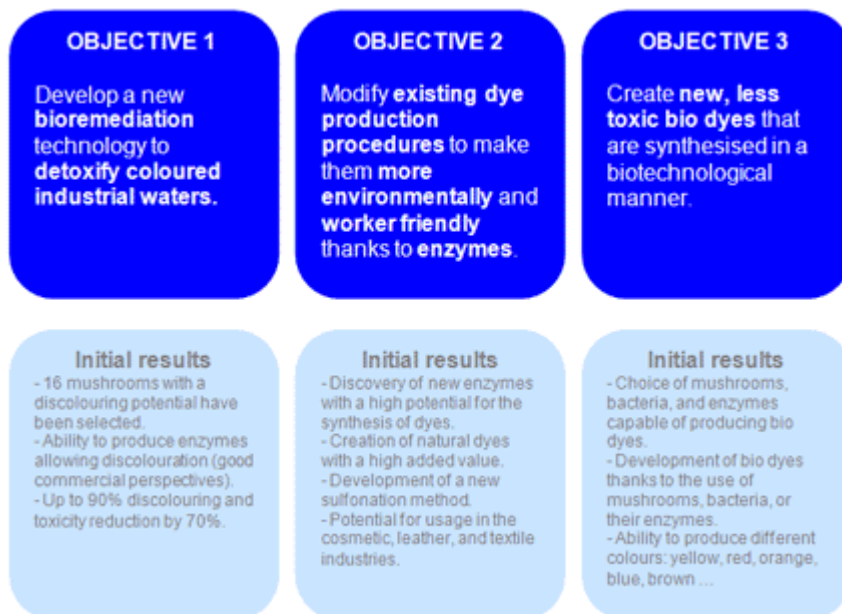 OBJECTIVE 1
Develop a new
bioremediation
technology to
detoxify coloured
industrial waters.
OBJECTIVE 2
Modify existing dye
production
procedures to make
them more
environmentally and
worker friendly
thanks to enzymes.
OBJECTIVE 3
Create new, less
toxic bio dyes that
are synthesised in a
biotechnological
manner.
Initial results
- 16 mushrooms with a
discolouring potential have
been selected.
- Ability to produce enzymes
allowing discolouration (good
commercial perspectives).
- Up to 90% discolouring and
toxicity reduction by 70%.
Initial results
- Discovery of new enzymes
with a high potential for the
synthesis of dyes.
- Creation of natural dyes
with a high added value.
- Development of a new
sulfonation method.
- Potential for usage in the
cosmetic, leather, and textile
industries.
Initial results
- Choice of mushrooms,
bacteria, and enzymes
capable of producing bio
dyes.
- Development of bio dyes
thanks to the use of
mushrooms, bacteria, or
their enzymes.
- Ability to produce different
colours: yellow, red, orange,
blue, brown ...